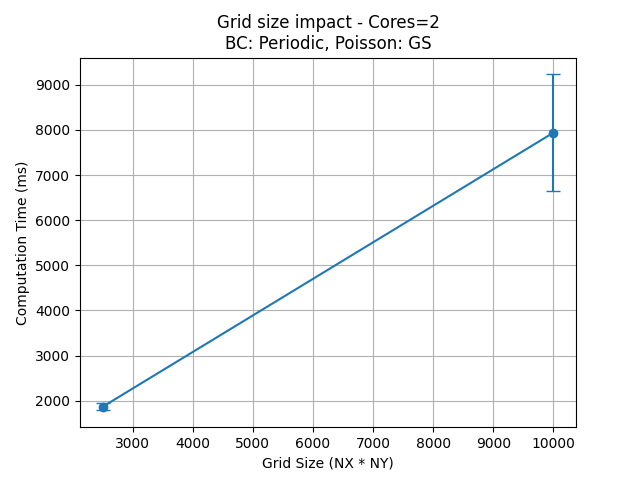 Grid size impact - Cores=2
BC: Periodic, Poisson: GS
Computation Time (ms)
9000
8000
7000
6000
5000
4000
3000
2000
3000 4000 5000 6000 7000 8000 9000 10000
Grid Size (NX * NY)